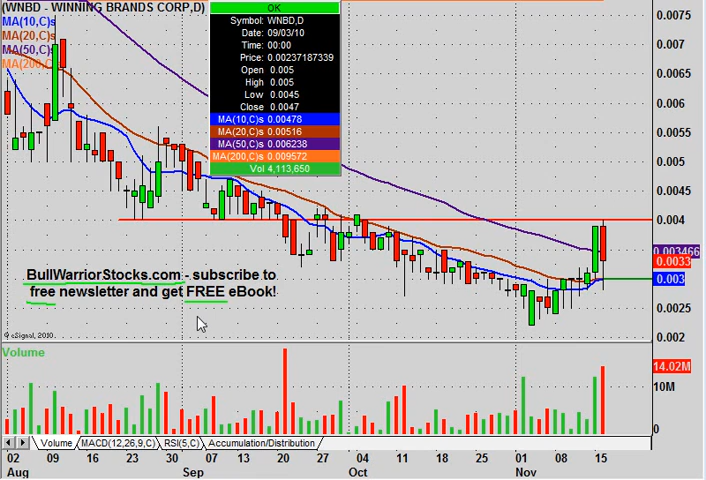 (WNBD - WINNING BRANDS CORP,D)
MA(10,C)s
MA(20,C)s
MA(50,C)s
MA(200,C)s
OK
Symbol: WNBD,D
Date: 09/03/10
Time: 00:00
Price: 0.00237187339
Open 0.005
High 0.005
Low 0.0045
Close 0.0047
MA(10,C)s 0.00478
MA(20,C)s 0.00516
MA(50,C)s 0.006238
MA(200,C)s 0.009572
Vol 4,113,650
0.0075
0.007
0.0065
0.006
0.0055
0.005
0.0045
0.004
0.003466
0.0033
0.003
0.0025
0.002
BullWarriorStocks.com - subscribe to
free newsletter and get FREE eBook!
© eSignal, 2010
Volume
14.02M
10M
0
Volume MACD(12,26,9,C) RSI(5,C) Accumulation/Distribution
02 09 16 23 30 07 13 20 27 04 11 18 25 01 08 15
Aug Sep Oct Nov